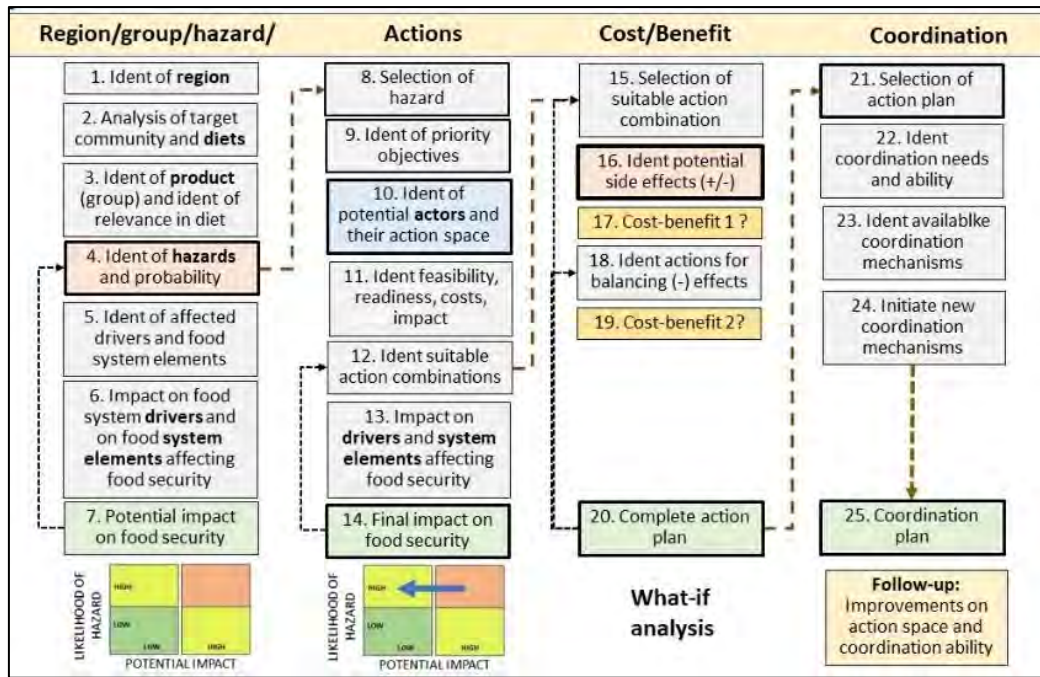 Region/group/hazard/
1. Ident of region
2. Analysis of target
community and diets
3. Ident of product
(group) and ident of
relevance in diet
4. Ident of hazards
and probability
5. Ident of affected
drivers and food
system elements
6. Impact on food
system drivers and
on food system
elements affecting
food security
7. Potential impact
on food security
LIKELIHOOD OF
HAZARD
HIGH
LOW
LOW
HIGH
POTENTIAL IMPACT
Actions
8. Selection of
hazard
9. Ident of priority
objectives
10. Ident of
potential actors and
their action space
11. Ident feasibility,
readiness, costs,
impact
12. Ident suitable
action combinations
13. Impact on
drivers and system
elements affecting
food security
14. Final impact on
food security
LIKELIHOOD OF
HAZARD
HIGH
LOW
LOW
HIGH
POTENTIAL IMPACT
Cost/Benefit
15. Selection of
suitable action
combination
16. Ident potential
side effects (+/-)
17. Cost-benefit 1 ?
18. Ident actions for
balancing (-) effects
19. Cost-benefit 2?
20. Complete action
plan
What-if
analysis
Coordination
21. Selection of
action plan
22. Ident
coordination needs
and ability
23. Ident availablke
coordination
mechanisms
24. Initiate new
coordination
mechanisms
25. Coordination
plan
Follow-up:
Improvements on
action space and
coordination ability